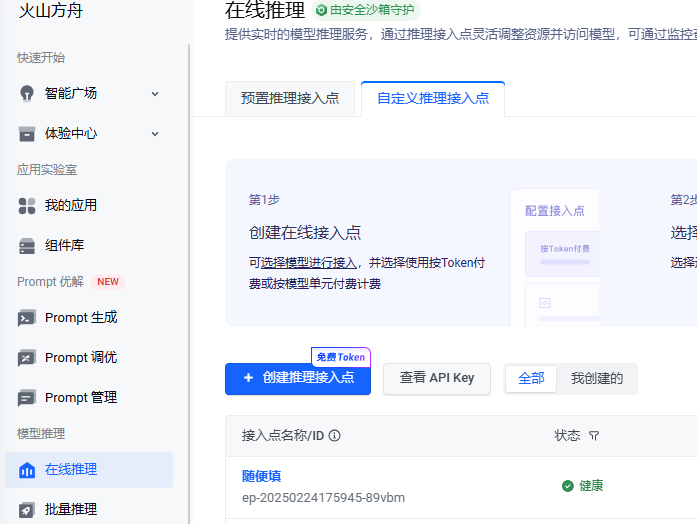 火山方舟
快速开始
智能广场
体验中心
应用实验室
我的应用
组件库
Prompt 优解 NEW
Prompt 生成
Prompt 调优
Prompt 管理
模型推理
在线推理
批量推理
在线推理 由安全沙箱守护
提供实时的模型推理服务，通过推理接入点灵活调整资源并访问模型，可通过监控查
预置推理接入点 自定义推理接入点
第1步
创建在线接入点
可选择模型进行接入，并选择使用按Token付
费或按模型单元付费计费
配置接入点
按Token付费
第2步
选择
选择
免费 Token
+ 创建推理接入点 查看 API Key 全部 我创建的
接入点名称/ID 状态
随便填
ep-20250224175945-89vbm
健康